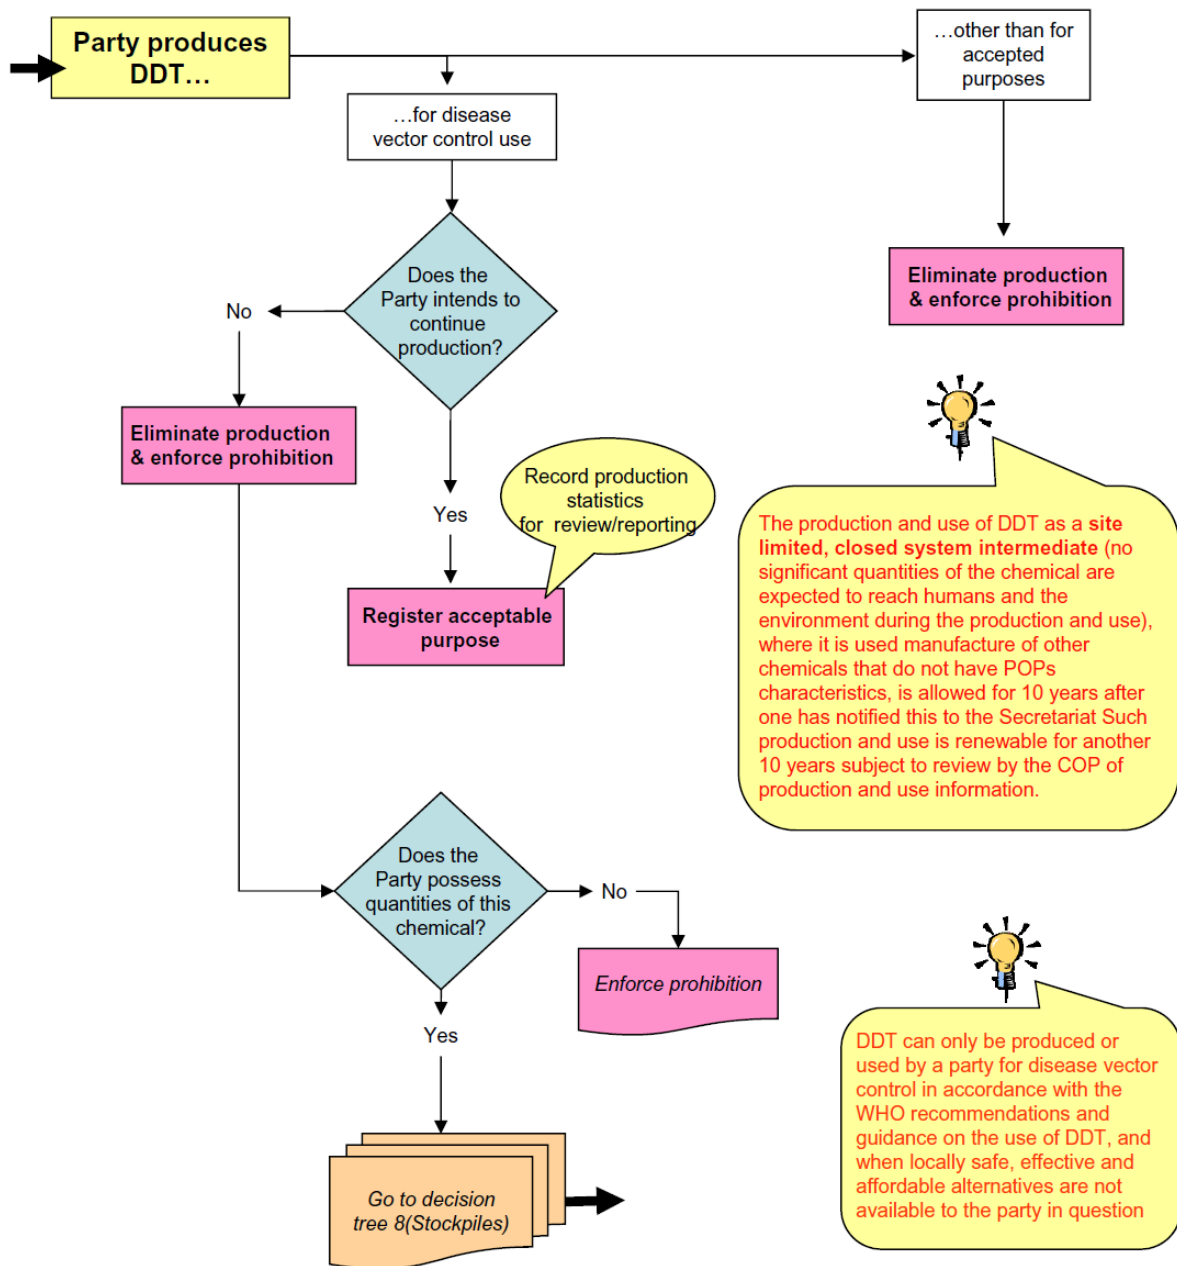 Party produces
DDT...
...other than for
accepted
purposes
...for disease
vector control use
Does the
Party intends to
continue
production?
No
Eliminate production
& enforce prohibition
Eliminate production
& enforce prohibition
Yes
Record production
statistics
for review/reporting
Register acceptable
purpose
The production and use of DDT as a site
limited, closed system intermediate (no
significant quantities of the chemical are
expected to reach humans and the
environment during the production and use),
where it is used manufacture of other
chemicals that do not have POPs
characteristics, is allowed for 10 years after
one has notified this to the Secretariat Such
production and use is renewable for another
10 years subject to review by the COP of
production and use information.
Does the
Party possess
quantities of this
chemical?
No
Enforce prohibition
Yes
Go to decision
tree 8(Stockpiles)
DDT can only be produced or
used by a party for disease vector
control in accordance with the
WHO recommendations and
guidance on the use of DDT, and
when locally safe, effective and
affordable alternatives are not
available to the party in question